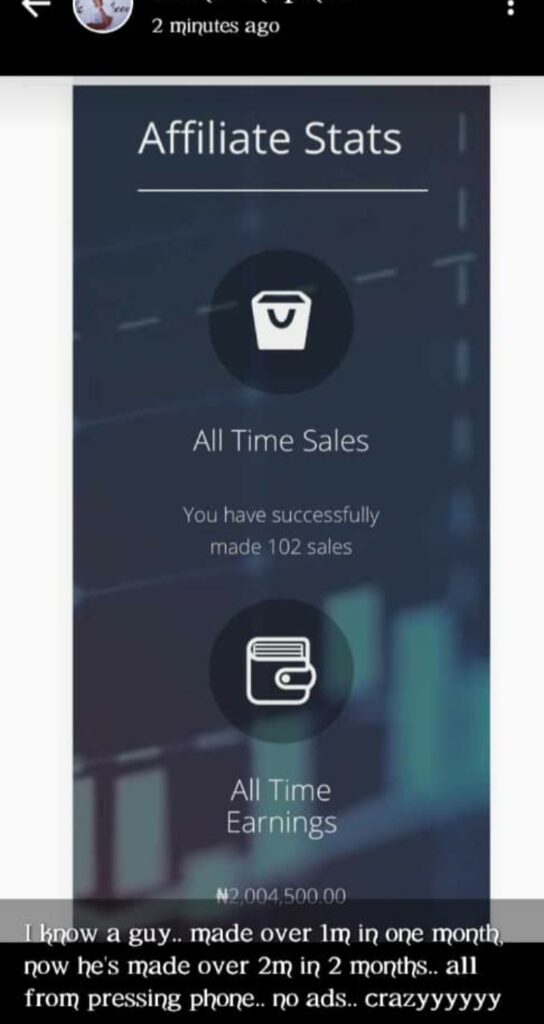 2 minutes ago
Affiliate Stats
All Time Sales
You have successfully
made 102 sales
All Time
Earnings
₦2,004,500.00
I know a guy.. made over 1m in one month,
now he's made over 2m in 2 months.. all
from pressing phone.. no ads.. crazyyyyyy